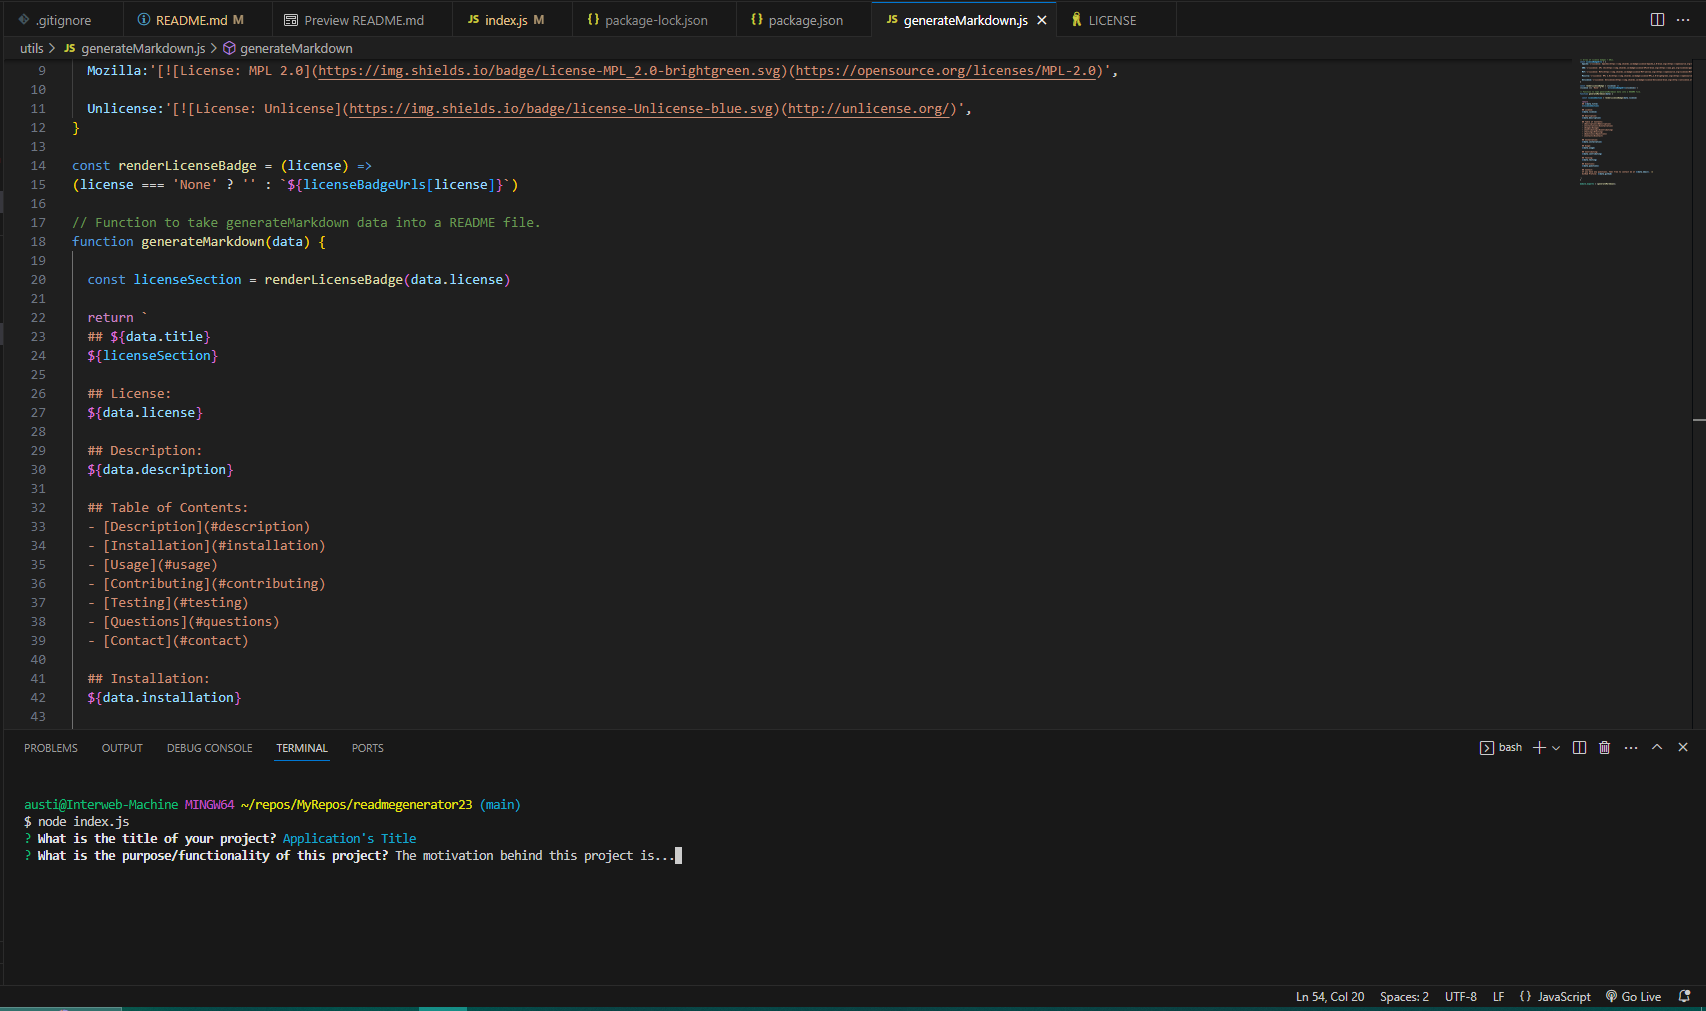 .gitignore README.md M Preview README.md JS index.js M {} package-lock.json {} package.json JS generateMarkdown.js LICENSE
utils > JS generateMarkdown.js > generateMarkdown
9 Mozilla:'[![License: MPL 2.0](https://img.shields.io/badge/License-MPL_2.0-brightgreen.svg)(https://opensource.org/licenses/MPL-2.0)',
10
11 Unlicense:'[![License: Unlicense](https://img.shields.io/badge/license-Unlicense-blue.svg)(http://unlicense.org/)',
12 }
13
14 const renderLicenseBadge = (license) =>
15 (license === 'None' ? '' : `${licenseBadgeUrls[license]}`)
16
17 // Function to take generateMarkdown data into a README file.
18 function generateMarkdown(data) {
19
20 const licenseSection = renderLicenseBadge(data.license)
21
22 return `
23 ## ${data.title}
24 ${licenseSection}
25
26 ## License:
27 ${data.license}
28
29 ## Description:
30 ${data.description}
31
32 ## Table of Contents:
33 - [Description](#description)
34 - [Installation](#installation)
35 - [Usage](#usage)
36 - [Contributing](#contributing)
37 - [Testing](#testing)
38 - [Questions](#questions)
39 - [Contact](#contact)
40
41 ## Installation:
42 ${data.installation}
43
PROBLEMS OUTPUT DEBUG CONSOLE TERMINAL PORTS bash
austi@Interweb-Machine MINGW64 ~/repos/MyRepos/readmegenerator23 (main)
$ node index.js
? What is the title of your project? Application's Title
? What is the purpose/functionality of this project? The motivation behind this project is...
Ln 54, Col 20 Spaces: 2 UTF-8 LF {} JavaScript Go Live